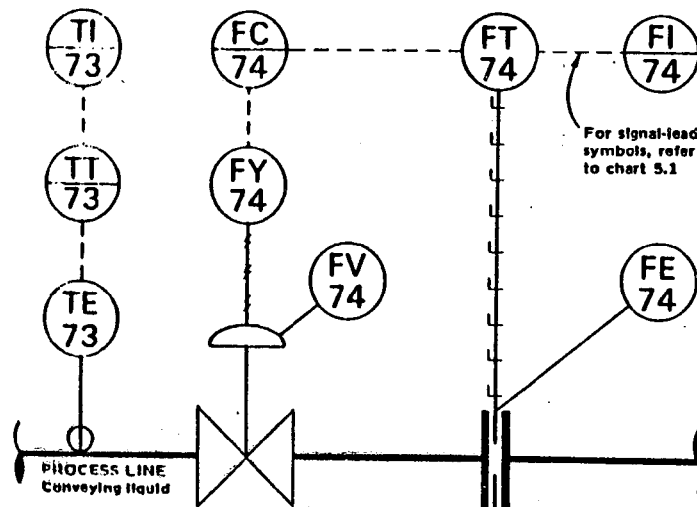 TI
73
FC
74
FT
74
FI
74
For signal-lead
symbols, refer
to chart 5.1
TT
73
FY
74
FV
74
FE
74
TE
73
PROCESS LINE
Conveying liquid